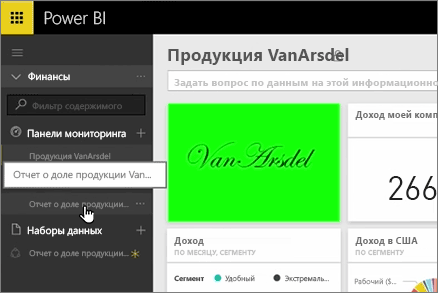 Power BI
Финансы
Фильтр содержимого
Панели мониторинга
Продукция VanArsdel
Отчет о доле продукции Van...
Отчет о доле продукции...
Наборы данных
Отчет о доле продукции...
Продукция VanArsdel
Задать вопрос по данным на этой информационно
VanArsdel
Доход моей комп
266
Доход
ПО МЕСЯЦУ, СЕГМЕНТУ
Сегмент Удобный Экстремаль...
Доход в США
СЕГМЕНТУ
Рабочий ($...